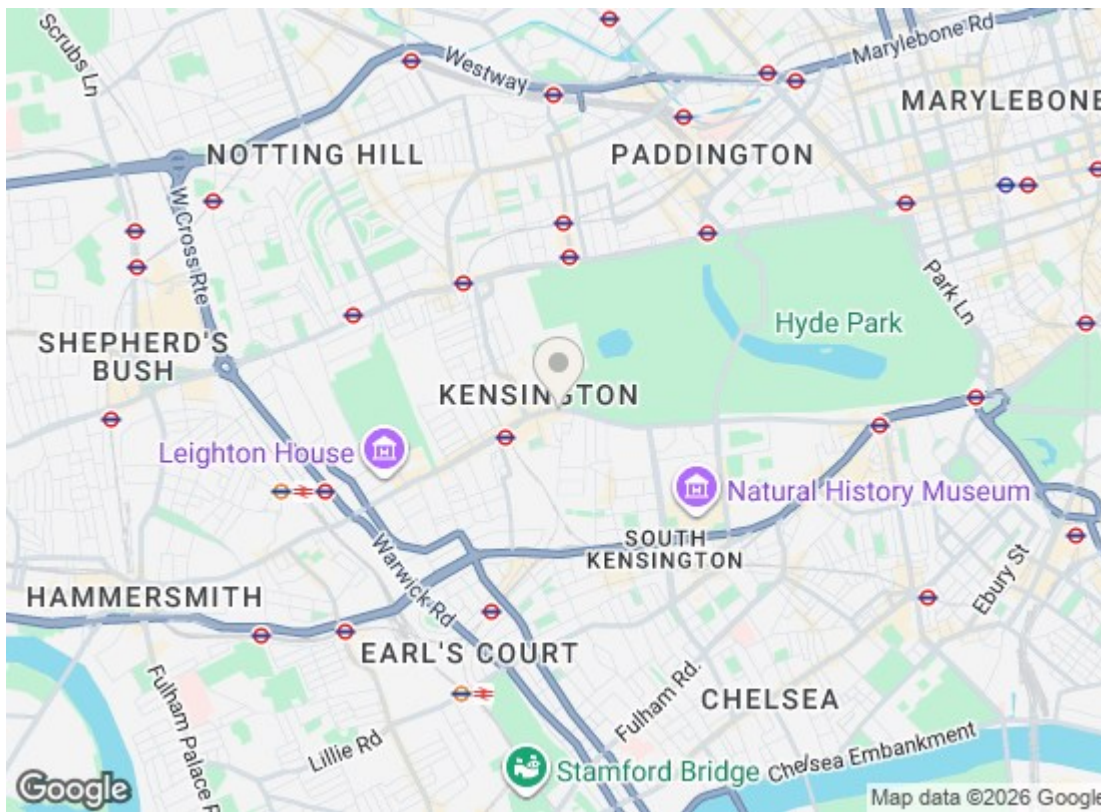 Scrubs Ln
Westway
Marylebone Rd
MARYLEBONE
NOTTING HILL
PADDINGTON
W Cross Rte
Park Ln
Hyde Park
SHEPHERD'S
BUSH
KENSINGTON
Leighton House
Natural History Museum
SOUTH
KENSINGTON
Warwick Rd
Ebury St
HAMMERSMITH
EARL'S COURT
Fulham Palace R
Fulham Rd.
CHELSEA
Lillie Rd
Chelsea Embankment
Stamford Bridge
Google
Map data ©2026 Google